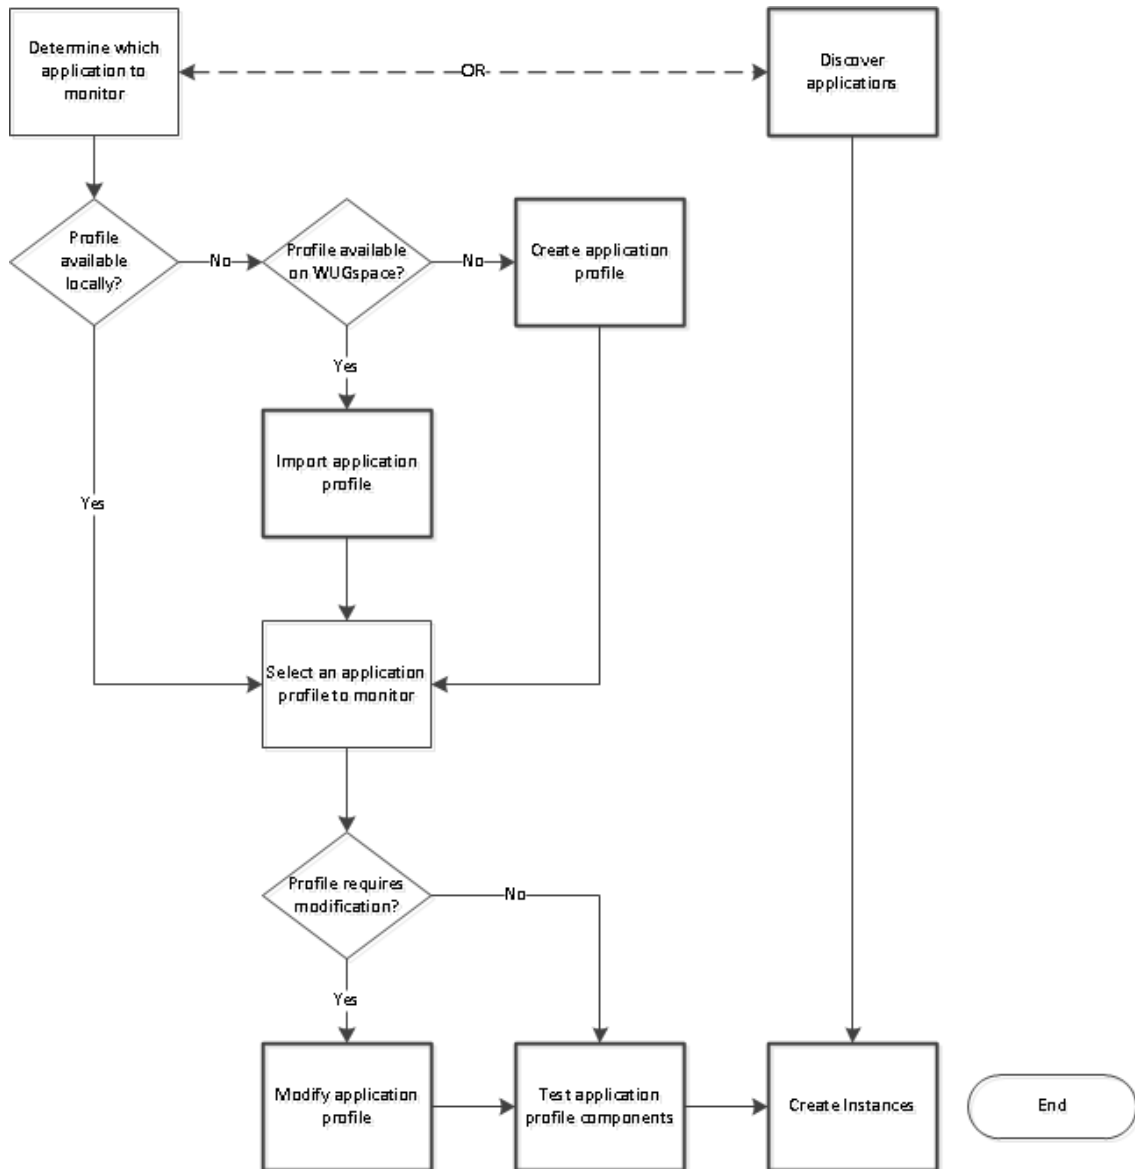 Determine which
application to
monitor
OR
Discover
applications
Profile
available
locally?
No
Profile available
on WUGspace?
No
Create application
profile
Yes
Import application
profile
Yes
Select an application
profile to monitor
Profile requires
modification?
No
Yes
Modify application
profile
Test application
profile components
Create Instances
End